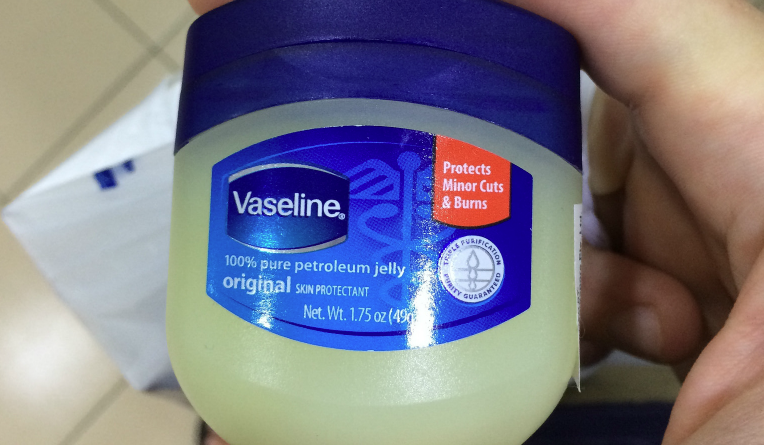 Vaseline®
100% pure petroleum jelly
original SKIN PROTECTANT
Net. Wt. 1.75 oz (49g
Protects
Minor Cuts
& Burns
TRIPLE PURIFICATION
PURITY GUARANTEED